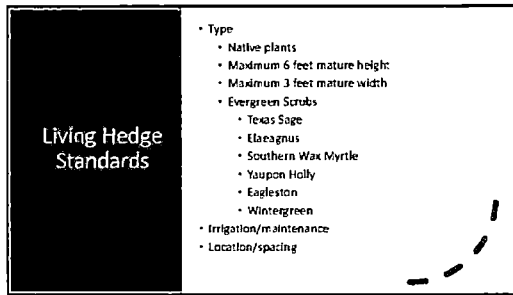 Living Hedge
Standards
• Type
• Native plants
• Maximum 6 feet mature height
• Maximum 3 feet mature width
• Evergreen Scrubs
• Texas Sage
• Elaeagnus
• Southern Wax Myrtle
• Yaupon Holly
• Eagleston
• Wintergreen
• Irrigation/maintenance
• Location/spacing